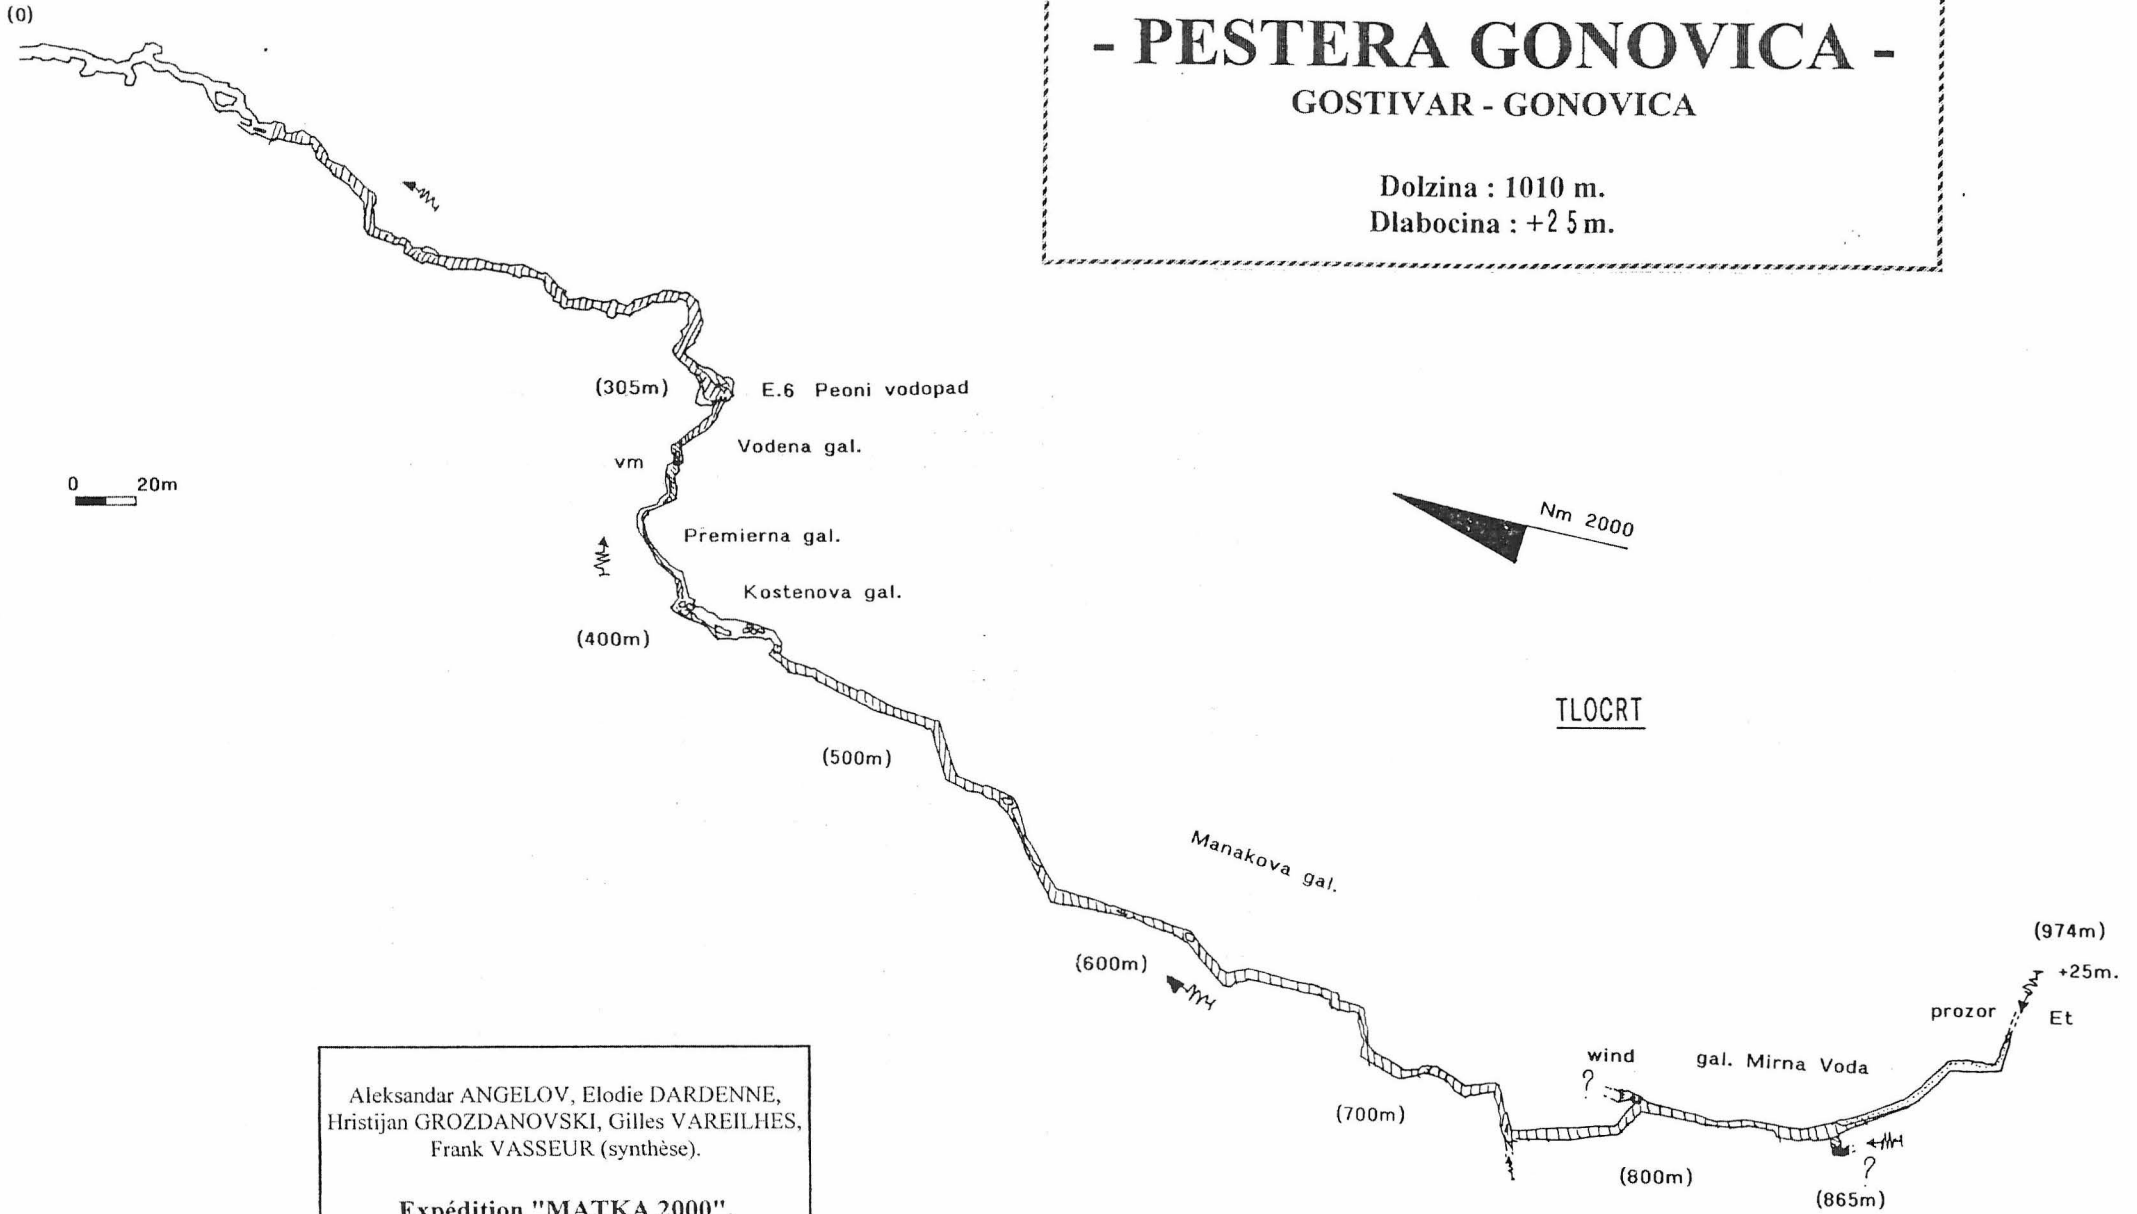 (0)
- PESTERA GONOVICA -
GOSTIVAR - GONOVICA
Dolzina : 1010 m.
Dlabocina : +25m.
(305m)
E.6 Peoni vodopad
Vodena gal.
vm
0 20m
Nm 2000
Premierna gal.
Kostenova gal.
(400m)
TLOCRT
(500m)
Manakova gal.
(600m)
(974m)
+25m.
prozor
Et
wind
?
gal. Mirna Voda
(700m)
(800m)
?
(865m)
Aleksandar ANGELOV, Elodie DARDENNE,
Hristijan GROZDANOVSKI, Gilles VAREILHES,
Frank VASSEUR (synthèse).
Expédition "MATKA 2000".